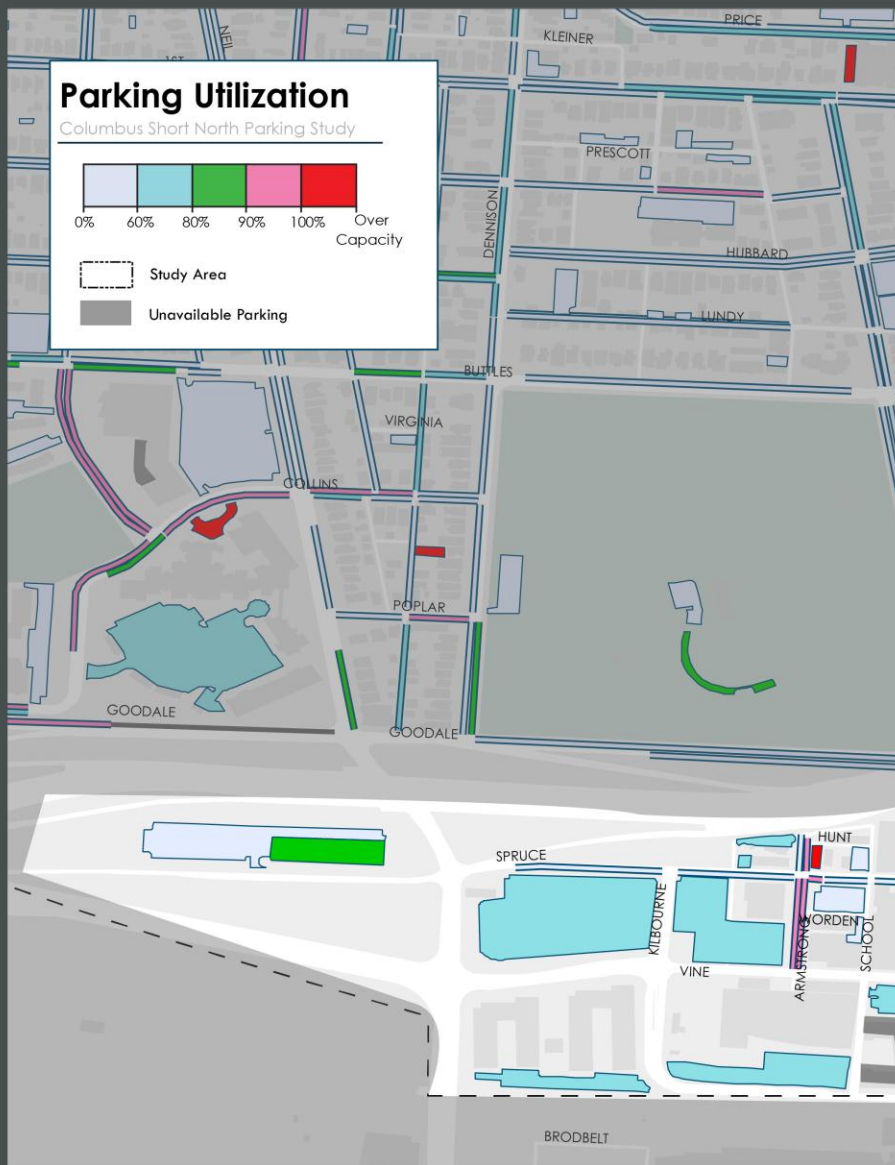 PRICE
KLEINER
NEIL
1ST
Parking Utilization
Columbus Short North Parking Study
0% 60% 80% 90% 100% Over
Capacity
Study Area
Unavailable Parking
PRESCOTT
DENNISON
HUBBARD
LUNDY
BUTTLES
VIRGINIA
COLLINS
POPLAR
GOODALE
GOODALE
HUNT
SPRUCE
KILBOURNE
WORDEN
ARMSTRONG
SCHOOL
VINE
BRODBELT